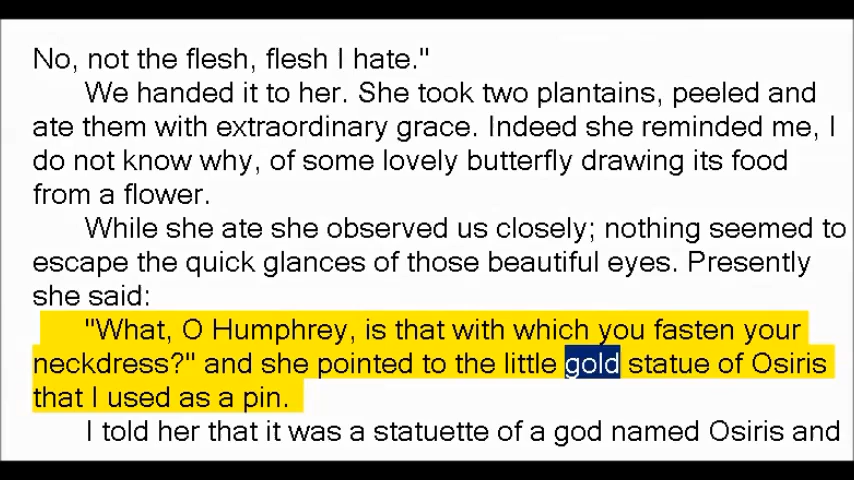 No, not the flesh, flesh I hate."
We handed it to her. She took two plantains, peeled and
ate them with extraordinary grace. Indeed she reminded me, I
do not know why, of some lovely butterfly drawing its food
from a flower.
While she ate she observed us closely; nothing seemed to
escape the quick glances of those beautiful eyes. Presently
she said:
"What, O Humphrey, is that with which you fasten your
neckdress?" and she pointed to the little gold statue of Osiris
that I used as a pin.
I told her that it was a statuette of a god named Osiris and